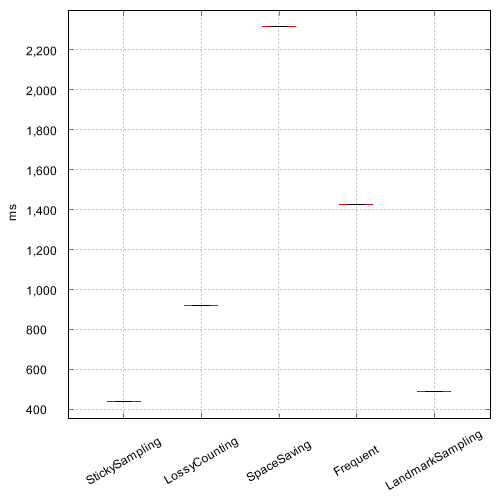 2,200
2,000
1,800
1,600
1,400
1,200
1,000
800
600
400
ms
StickySampling
LossyCounting
SpaceSaving
Frequent
LandmarkSampling